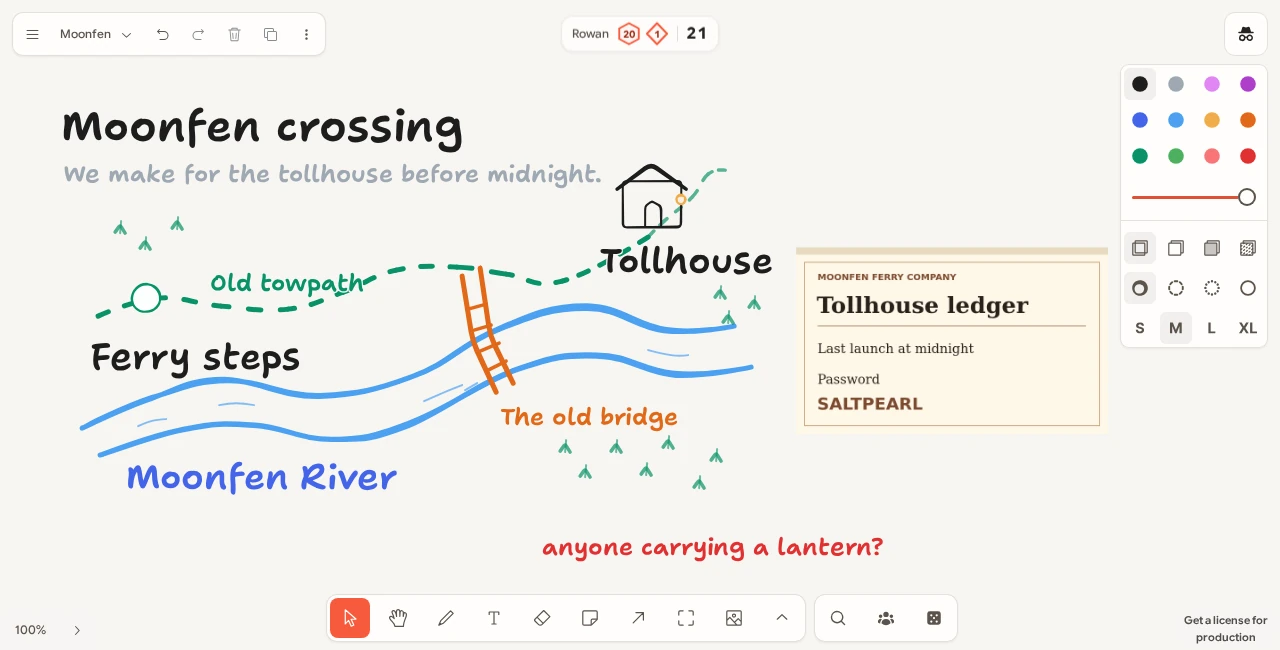 Moonfen
Rowan 20 1 21
Moonfen crossing
We make for the tollhouse before midnight.
Old towpath
Tollhouse
Ferry steps
The old bridge
Moonfen River
MOONFEN FERRY COMPANY
Tollhouse ledger
Last launch at midnight
Password
SALTPEARL
anyone carrying a lantern?
S M L XL
100%
T
Get a license for
production